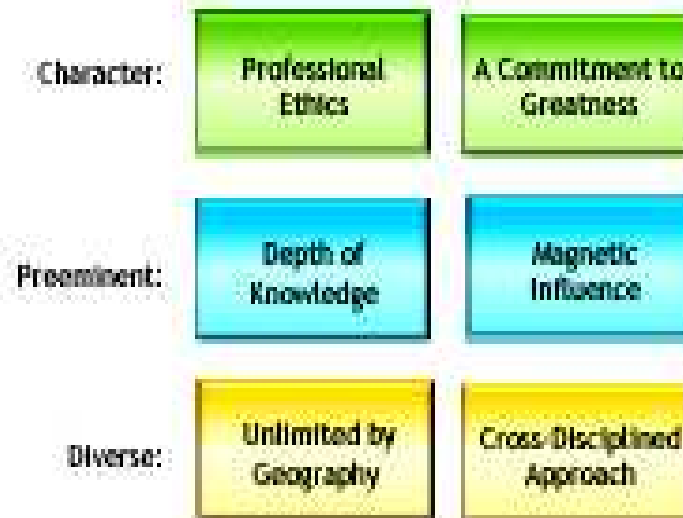 Character:
Professional
Ethics
A Commitment to
Greatness
Preeminent:
Depth of
Knowledge
Magnetic
Influence
Diverse:
Unlimited by
Geography
Cross-Disciplined
Approach